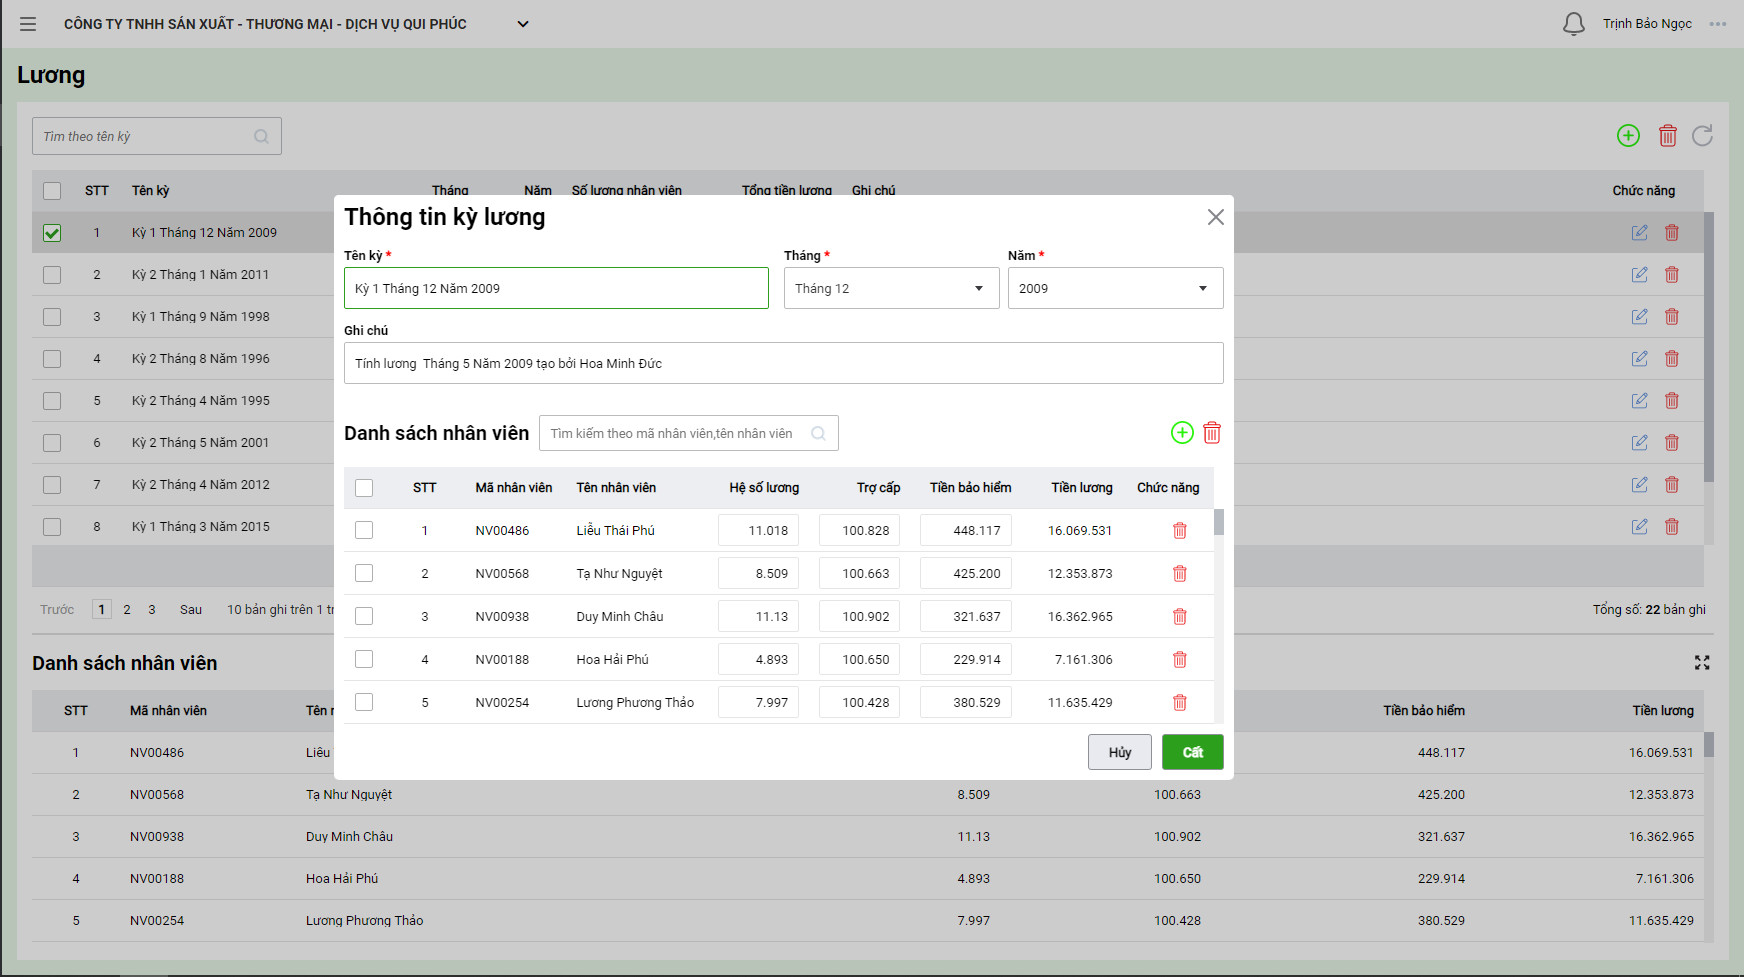 CÔNG TY TNHH SẢN XUẤT - THƯƠNG MẠI - DỊCH VỤ QUI PHÚC
Trịnh Bảo Ngọc
Lương
Tìm theo tên kỳ
STT Tên kỳ Tháng Năm Số lượng nhân viên Tổng tiền lương Ghi chú Chức năng
1 Kỳ 1 Tháng 12 Năm 2009
2 Kỳ 2 Tháng 1 Năm 2011
3 Kỳ 1 Tháng 9 Năm 1998
4 Kỳ 2 Tháng 8 Năm 1996
5 Kỳ 2 Tháng 4 Năm 1995
6 Kỳ 2 Tháng 5 Năm 2001
7 Kỳ 2 Tháng 4 Năm 2012
8 Kỳ 1 Tháng 3 Năm 2015
Trước 1 2 3 Sau 10 bản ghi trên 1 Tổng số: 22 bản ghi
Thông tin kỳ lương
Tên kỳ * Tháng * Năm *
Kỳ 1 Tháng 12 Năm 2009 Tháng 12 2009
Ghi chú
Tính lương  Tháng 5 Năm 2009 tạo bởi Hoa Minh Đức
Danh sách nhân viên Tìm kiếm theo mã nhân viên,tên nhân viên
STT Mã nhân viên Tên nhân viên Hệ số lương Trợ cấp Tiền bảo hiểm Tiền lương Chức năng
1 NV00486 Liễu Thái Phú 11.018 100.828 448.117 16.069.531
2 NV00568 Tạ Như Nguyệt 8.509 100.663 425.200 12.353.873
3 NV00938 Duy Minh Châu 11.13 100.902 321.637 16.362.965
4 NV00188 Hoa Hải Phú 4.893 100.650 229.914 7.161.306
5 NV00254 Lương Phương Thảo 7.997 100.428 380.529 11.635.429
Hủy Cất
Danh sách nhân viên
STT Mã nhân viên Tên Tiền bảo hiểm Tiền lương
1 NV00486 Liễu 448.117 16.069.531
2 NV00568 Tạ Như Nguyệt 8.509 100.663 425.200 12.353.873
3 NV00938 Duy Minh Châu 11.13 100.902 321.637 16.362.965
4 NV00188 Hoa Hải Phú 4.893 100.650 229.914 7.161.306
5 NV00254 Lương Phương Thảo 7.997 100.428 380.529 11.635.429